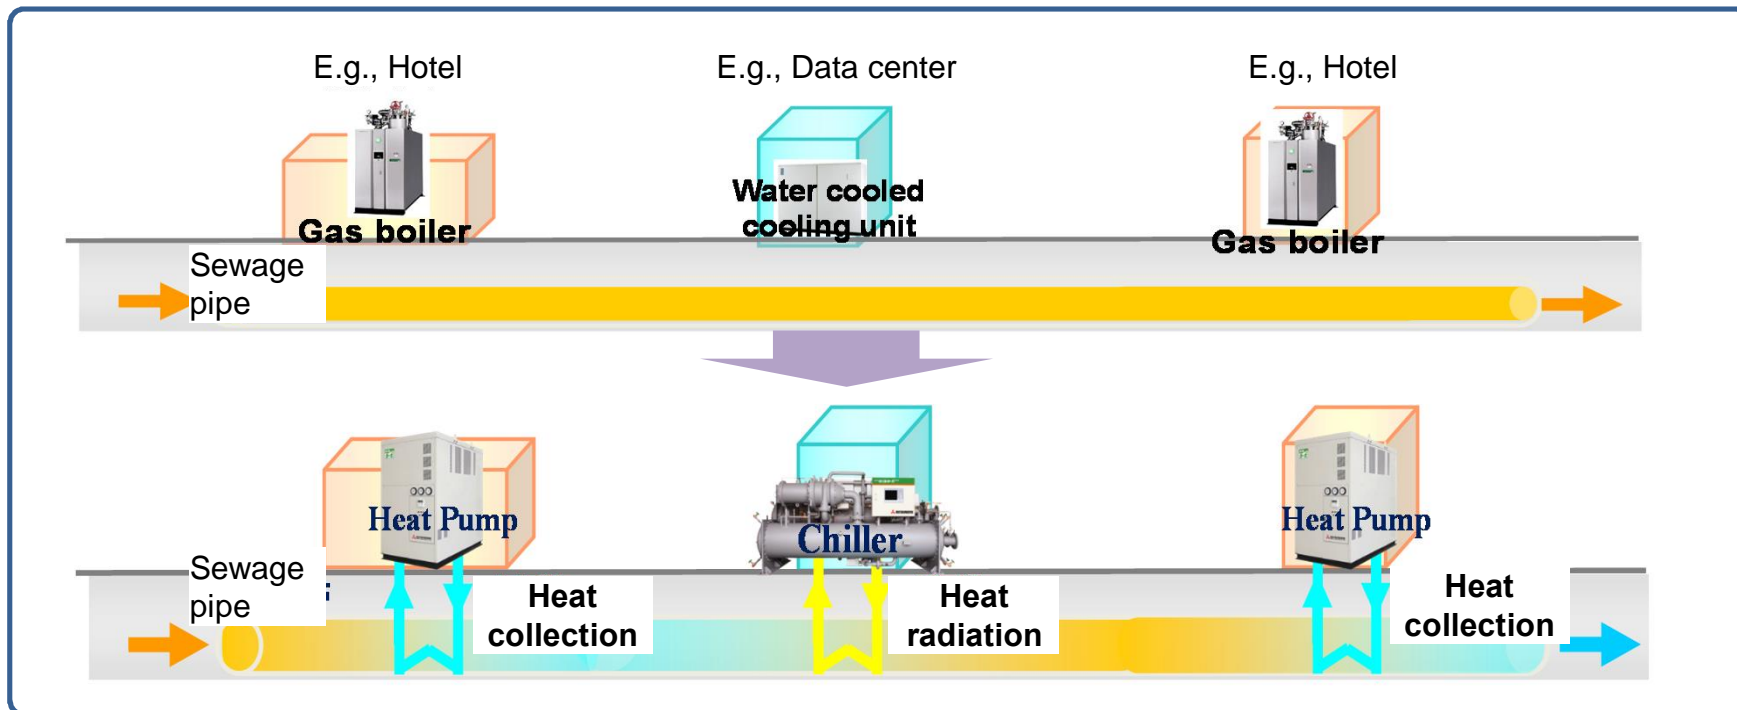 E.g., Hotel
E.g., Data center
E.g., Hotel
Gas boiler
Water cooled
cooling unit
Gas boiler
Sewage
pipe
Heat Pump
Chiller
Heat Pump
Sewage
pipe
Heat
collection
Heat
radiation
Heat
collection